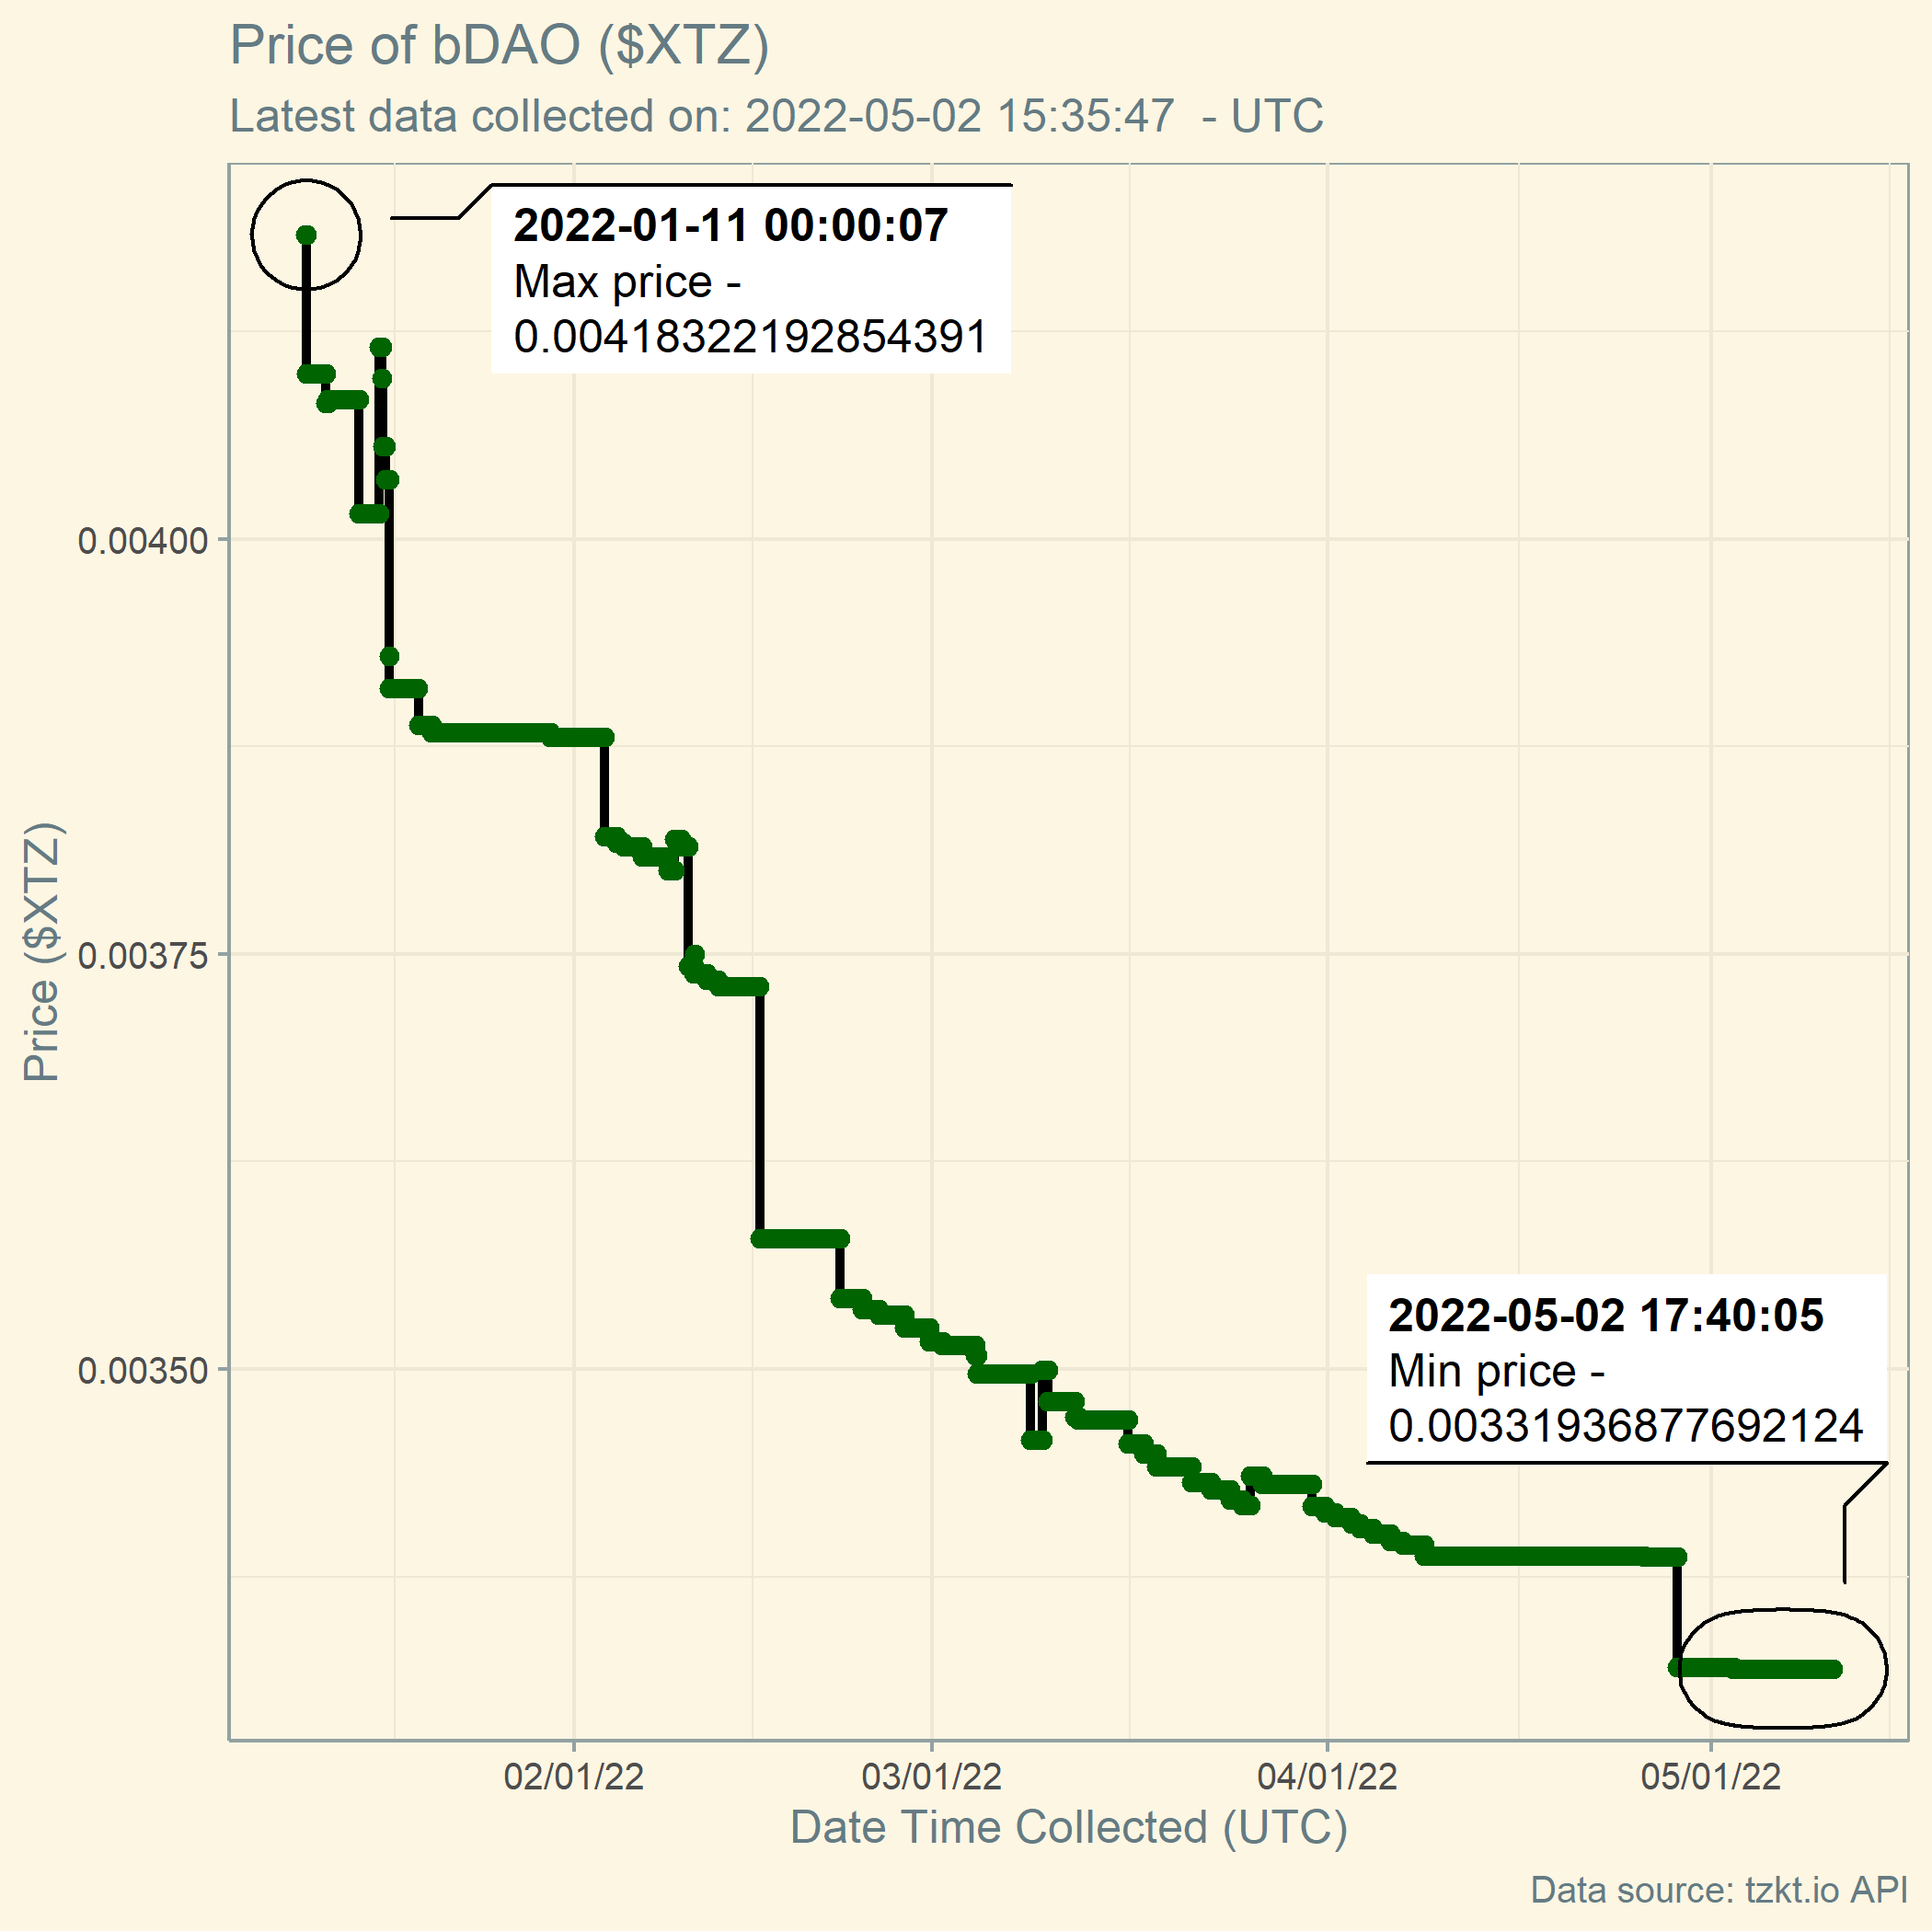 Price of bDAO ($XTZ)
Latest data collected on: 2022-05-02 15:35:47  - UTC
2022-01-11 00:00:07
Max price -
0.00418322192854391
0.00400
0.00375
0.00350
Price ($XTZ)
2022-05-02 17:40:05
Min price -
0.00331936877692124
02/01/22
03/01/22
04/01/22
05/01/22
Date Time Collected (UTC)
Data source: tzkt.io API